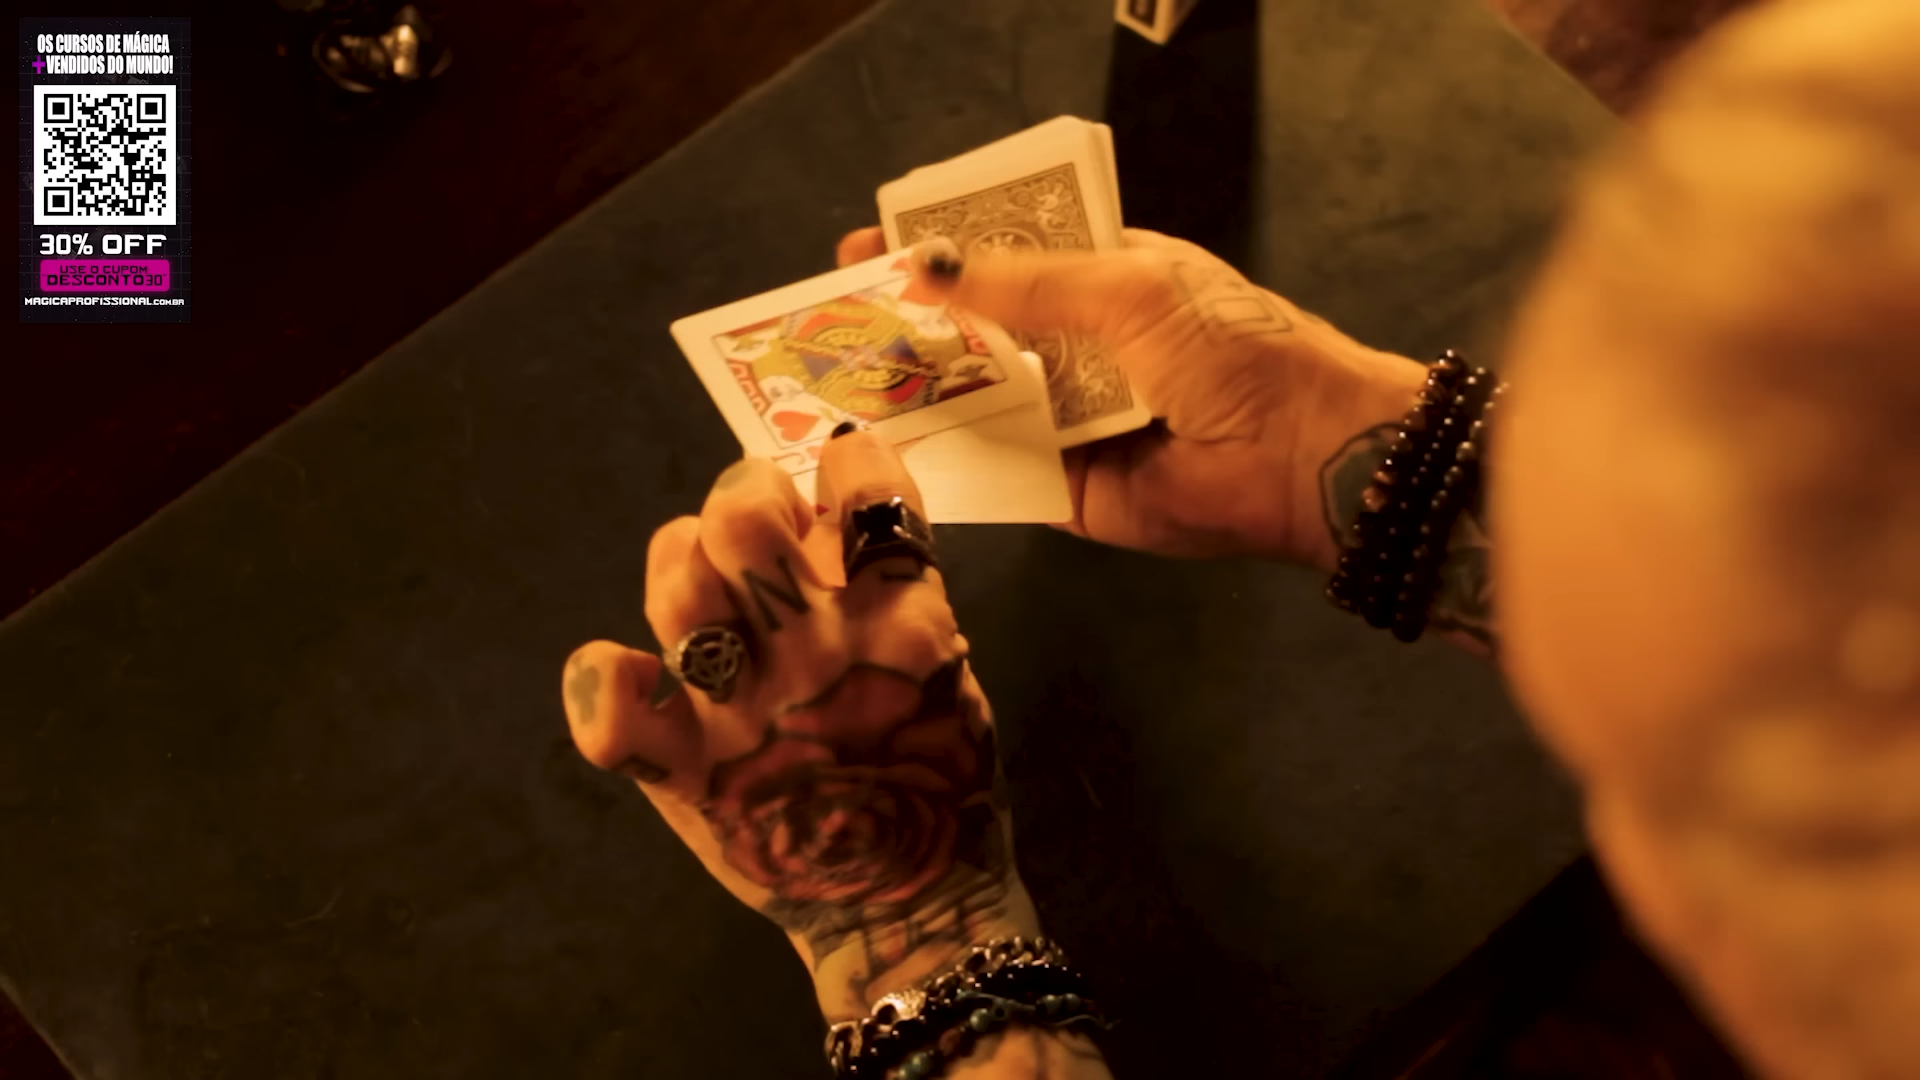 OS CURSOS DE MÁGICA
+VENDIDOS DO MUNDO!
30% OFF
USE O CUPOM
DESCONTO30
MAGICAPROFISSIONAL.COM.BR
N